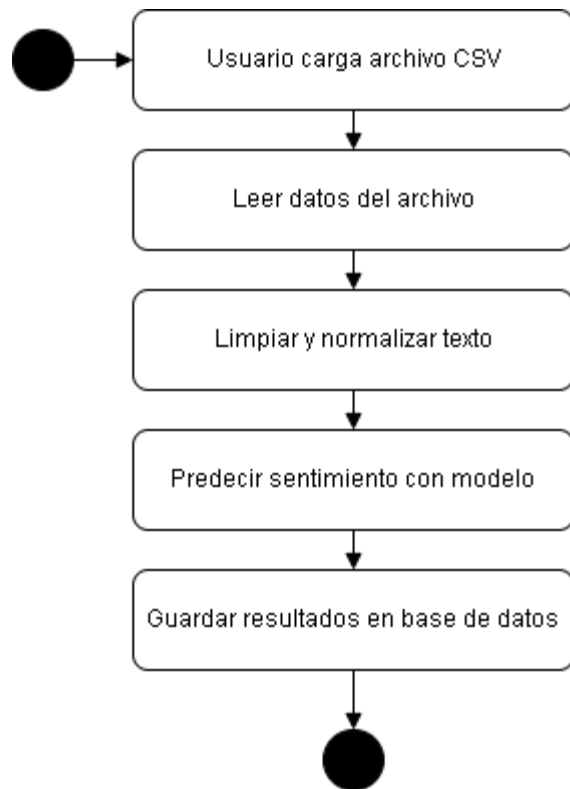 Usuario carga archivo CSV
Leer datos del archivo
Limpiar y normalizar texto
Predecir sentimiento con modelo
Guardar resultados en base de datos